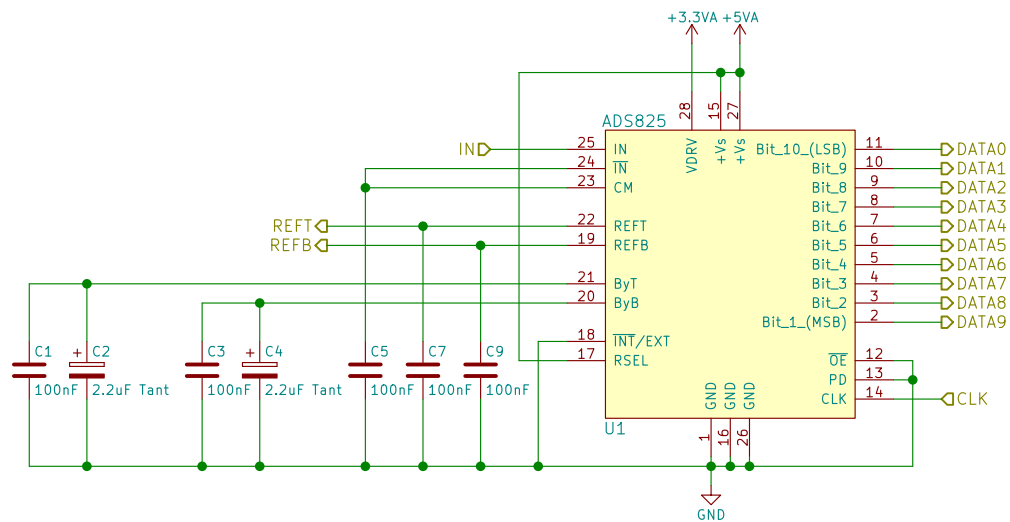 +3.3VA +5VA
28 15 27
ADS825
IN 25 IN VDRV +Vs +Vs Bit_10_(LSB) 11 DATA0
24 IN Bit_9 10 DATA1
23 CM Bit_8 9 DATA2
Bit_7 8 DATA3
REFT 22 REFT Bit_6 7 DATA4
REFB 19 REFB Bit_5 6 DATA5
Bit_4 5 DATA6
21 ByT Bit_3 4 DATA7
20 ByB Bit_2 3 DATA8
Bit_1_(MSB) 2 DATA9
18 INT/EXT
C1 + C2 C3 + C4 C5 C7 C9 17 RSEL OE 12
100nF 2.2uF Tant 100nF 2.2uF Tant 100nF 100nF 100nF PD 13
GND GND GND CLK 14 CLK
U1
1 16 26
GND